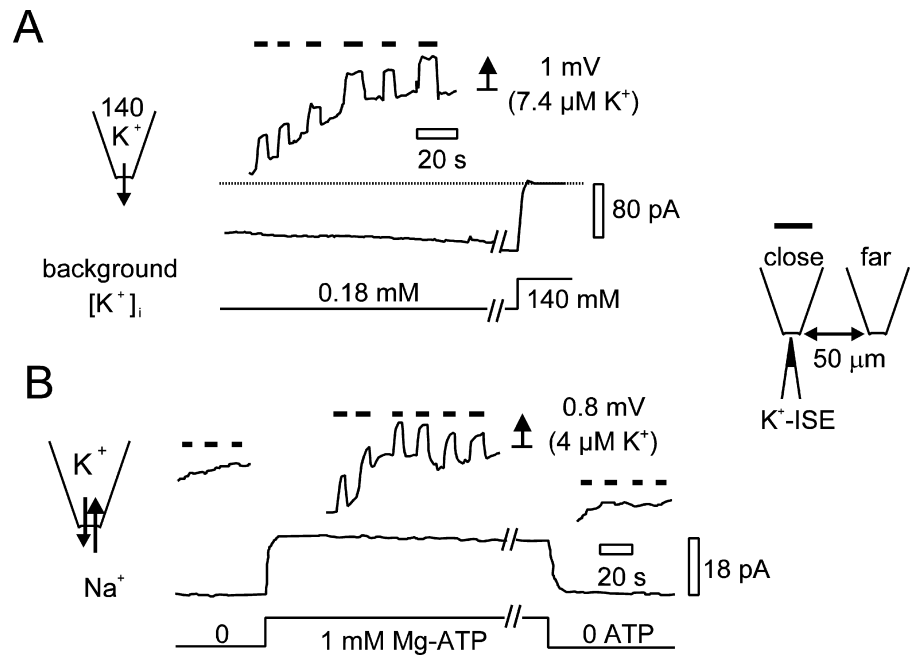 A
140
K+
1 mV
(7.4 µM K+)
20 s
80 pA
background
[K+]i
0.18 mM
140 mM
close
far
50 µm
K+-ISE
B
K+
Na+
0.8 mV
(4 µM K+)
20 s
18 pA
0
1 mM Mg-ATP
0 ATP